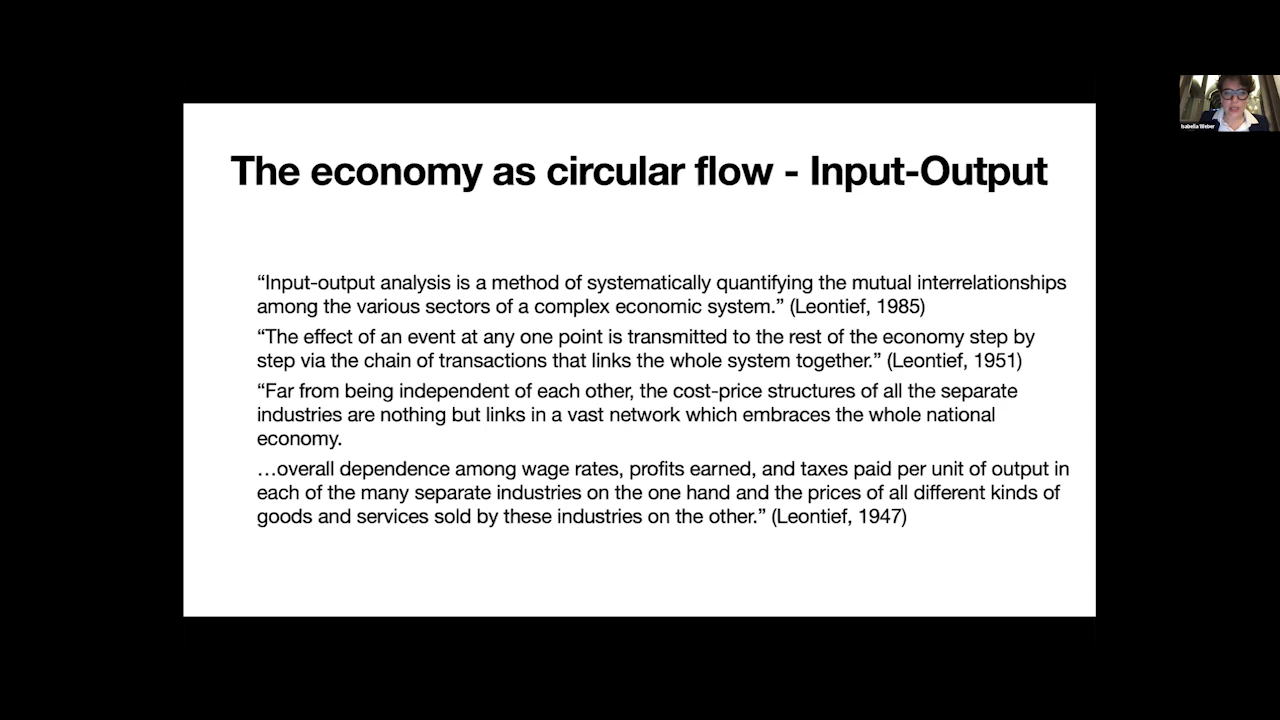 The economy as circular flow - Input-Output
“Input-output analysis is a method of systematically quantifying the mutual interrelationships
among the various sectors of a complex economic system.” (Leontief, 1985)
“The effect of an event at any one point is transmitted to the rest of the economy step by
step via the chain of transactions that links the whole system together.” (Leontief, 1951)
“Far from being independent of each other, the cost-price structures of all the separate
industries are nothing but links in a vast network which embraces the whole national
economy.
…overall dependence among wage rates, profits earned, and taxes paid per unit of output in
each of the many separate industries on the one hand and the prices of all different kinds of
goods and services sold by these industries on the other.” (Leontief, 1947)
Isabella Weber